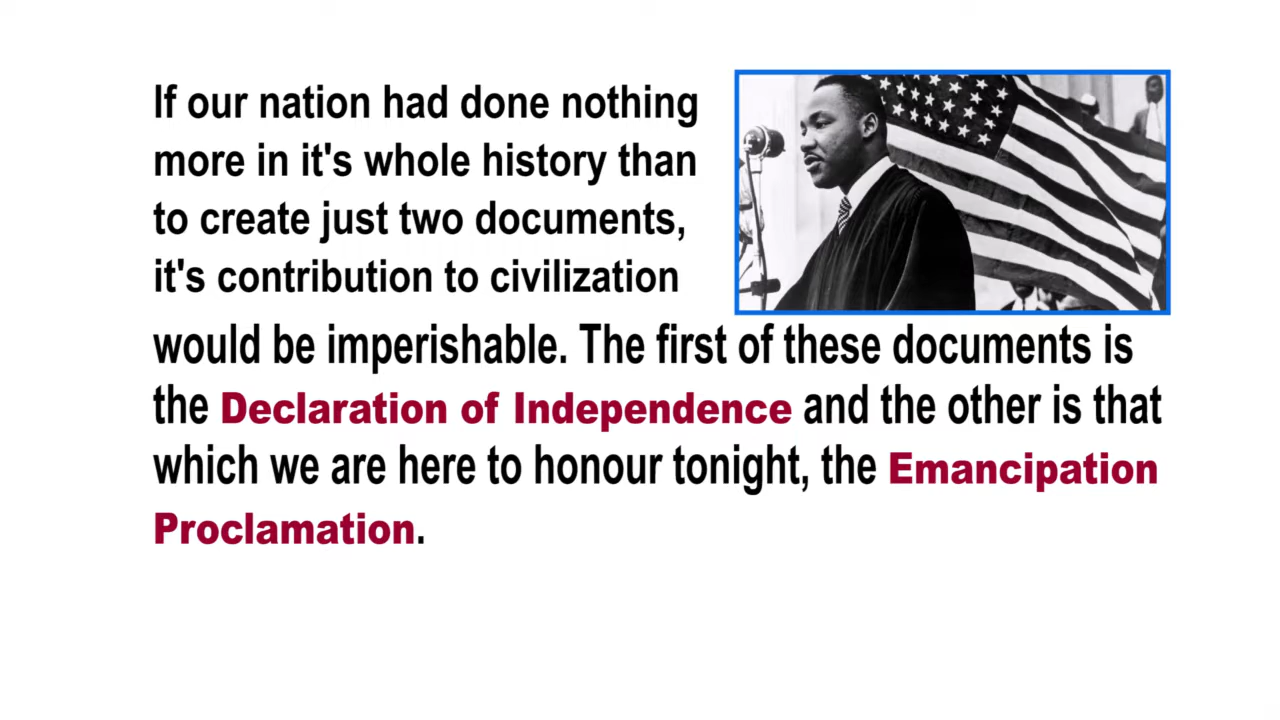 If our nation had done nothing
more in it's whole history than
to create just two documents,
it's contribution to civilization
would be imperishable. The first of these documents is
the Declaration of Independence and the other is that
which we are here to honour tonight, the Emancipation
Proclamation.